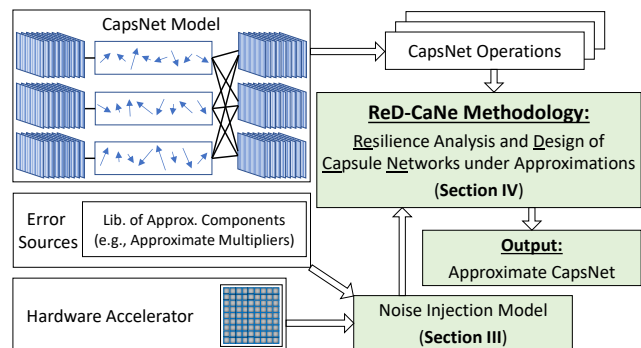 CapsNet Model
CapsNet Operations
ReD-CaNe Methodology:
Resilience Analysis and Design of
Capsule Networks under Approximations
(Section IV)
Error
Sources
Lib. of Approx. Components
(e.g., Approximate Multipliers)
Output:
Approximate CapsNet
Hardware Accelerator
Noise Injection Model
(Section III)